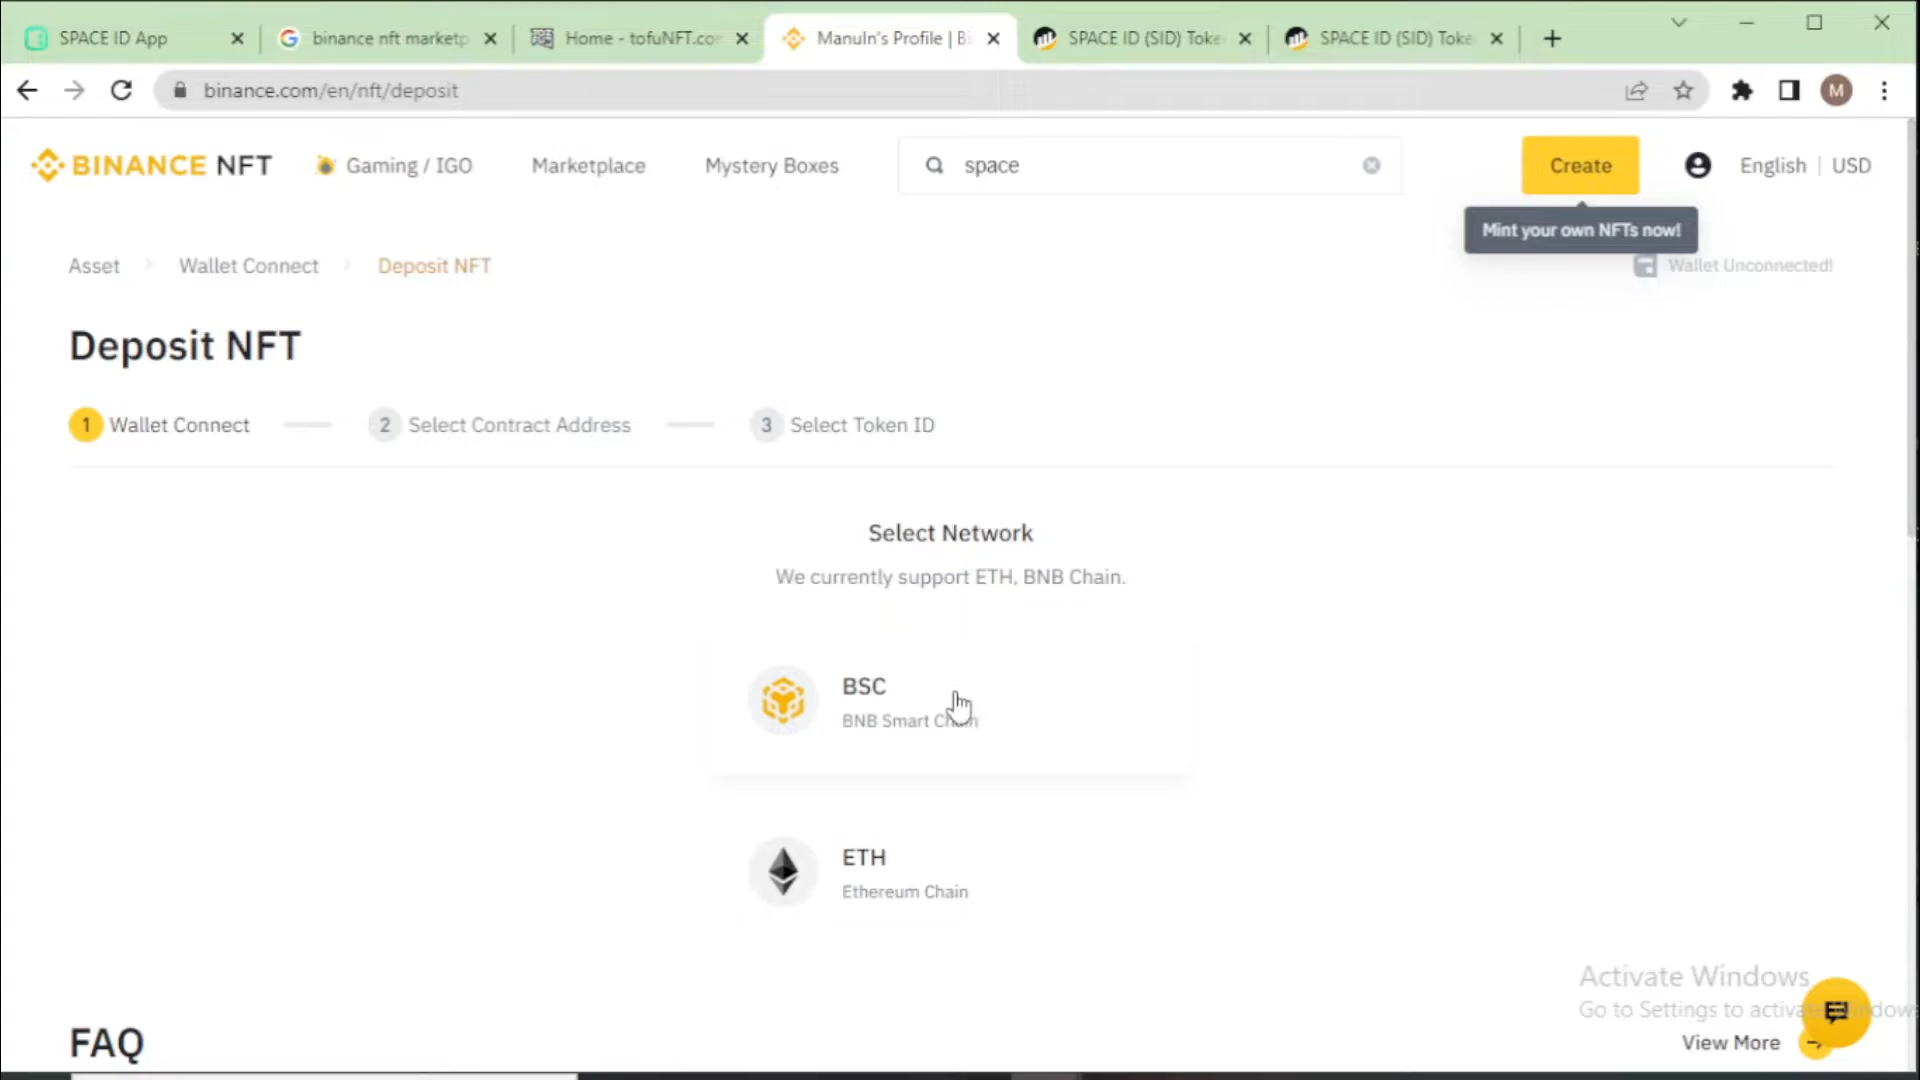 SPACE ID App
binance nft marketp
Home - tofuNFT.co
ManuIn's Profile | Bi
SPACE ID (SID) Toke
SPACE ID (SID) Toke
binance.com/en/nft/deposit
M
BINANCE NFT
Gaming / IGO
Marketplace
Mystery Boxes
space
Create
English | USD
Mint your own NFTs now!
Asset
Wallet Connect
Deposit NFT
Wallet Unconnected!
Deposit NFT
1 Wallet Connect
2 Select Contract Address
3 Select Token ID
Select Network
We currently support ETH, BNB Chain.
BSC
BNB Smart Chain
ETH
Ethereum Chain
Activate Windows
Go to Settings to activate Windows
FAQ
View More